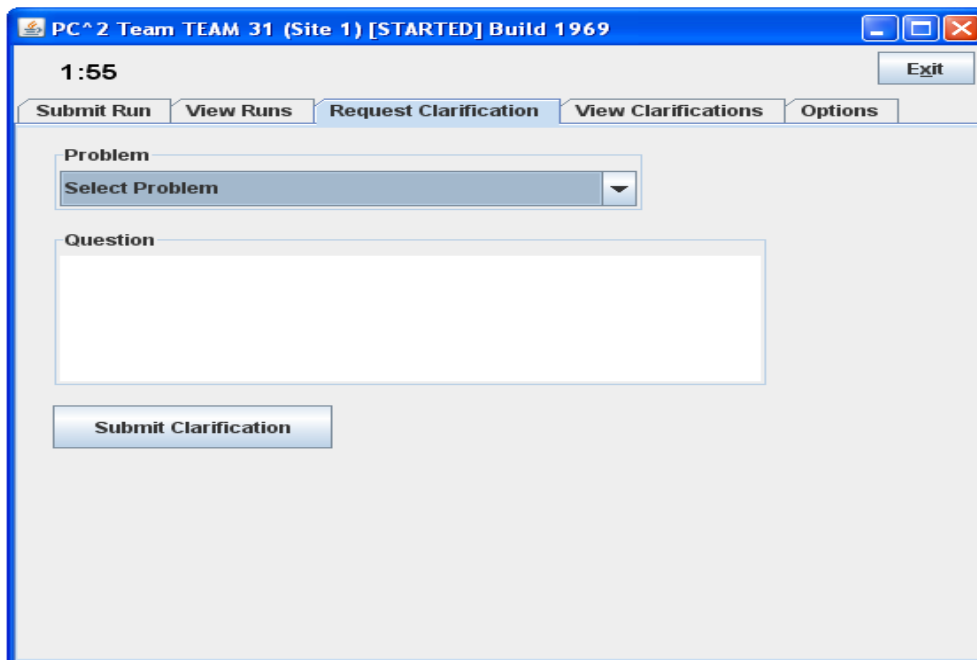 PC^2 Team TEAM 31 (Site 1) [STARTED] Build 1969
1:55
Exit
Submit Run View Runs Request Clarification View Clarifications Options
Problem
Select Problem
Question
Submit Clarification